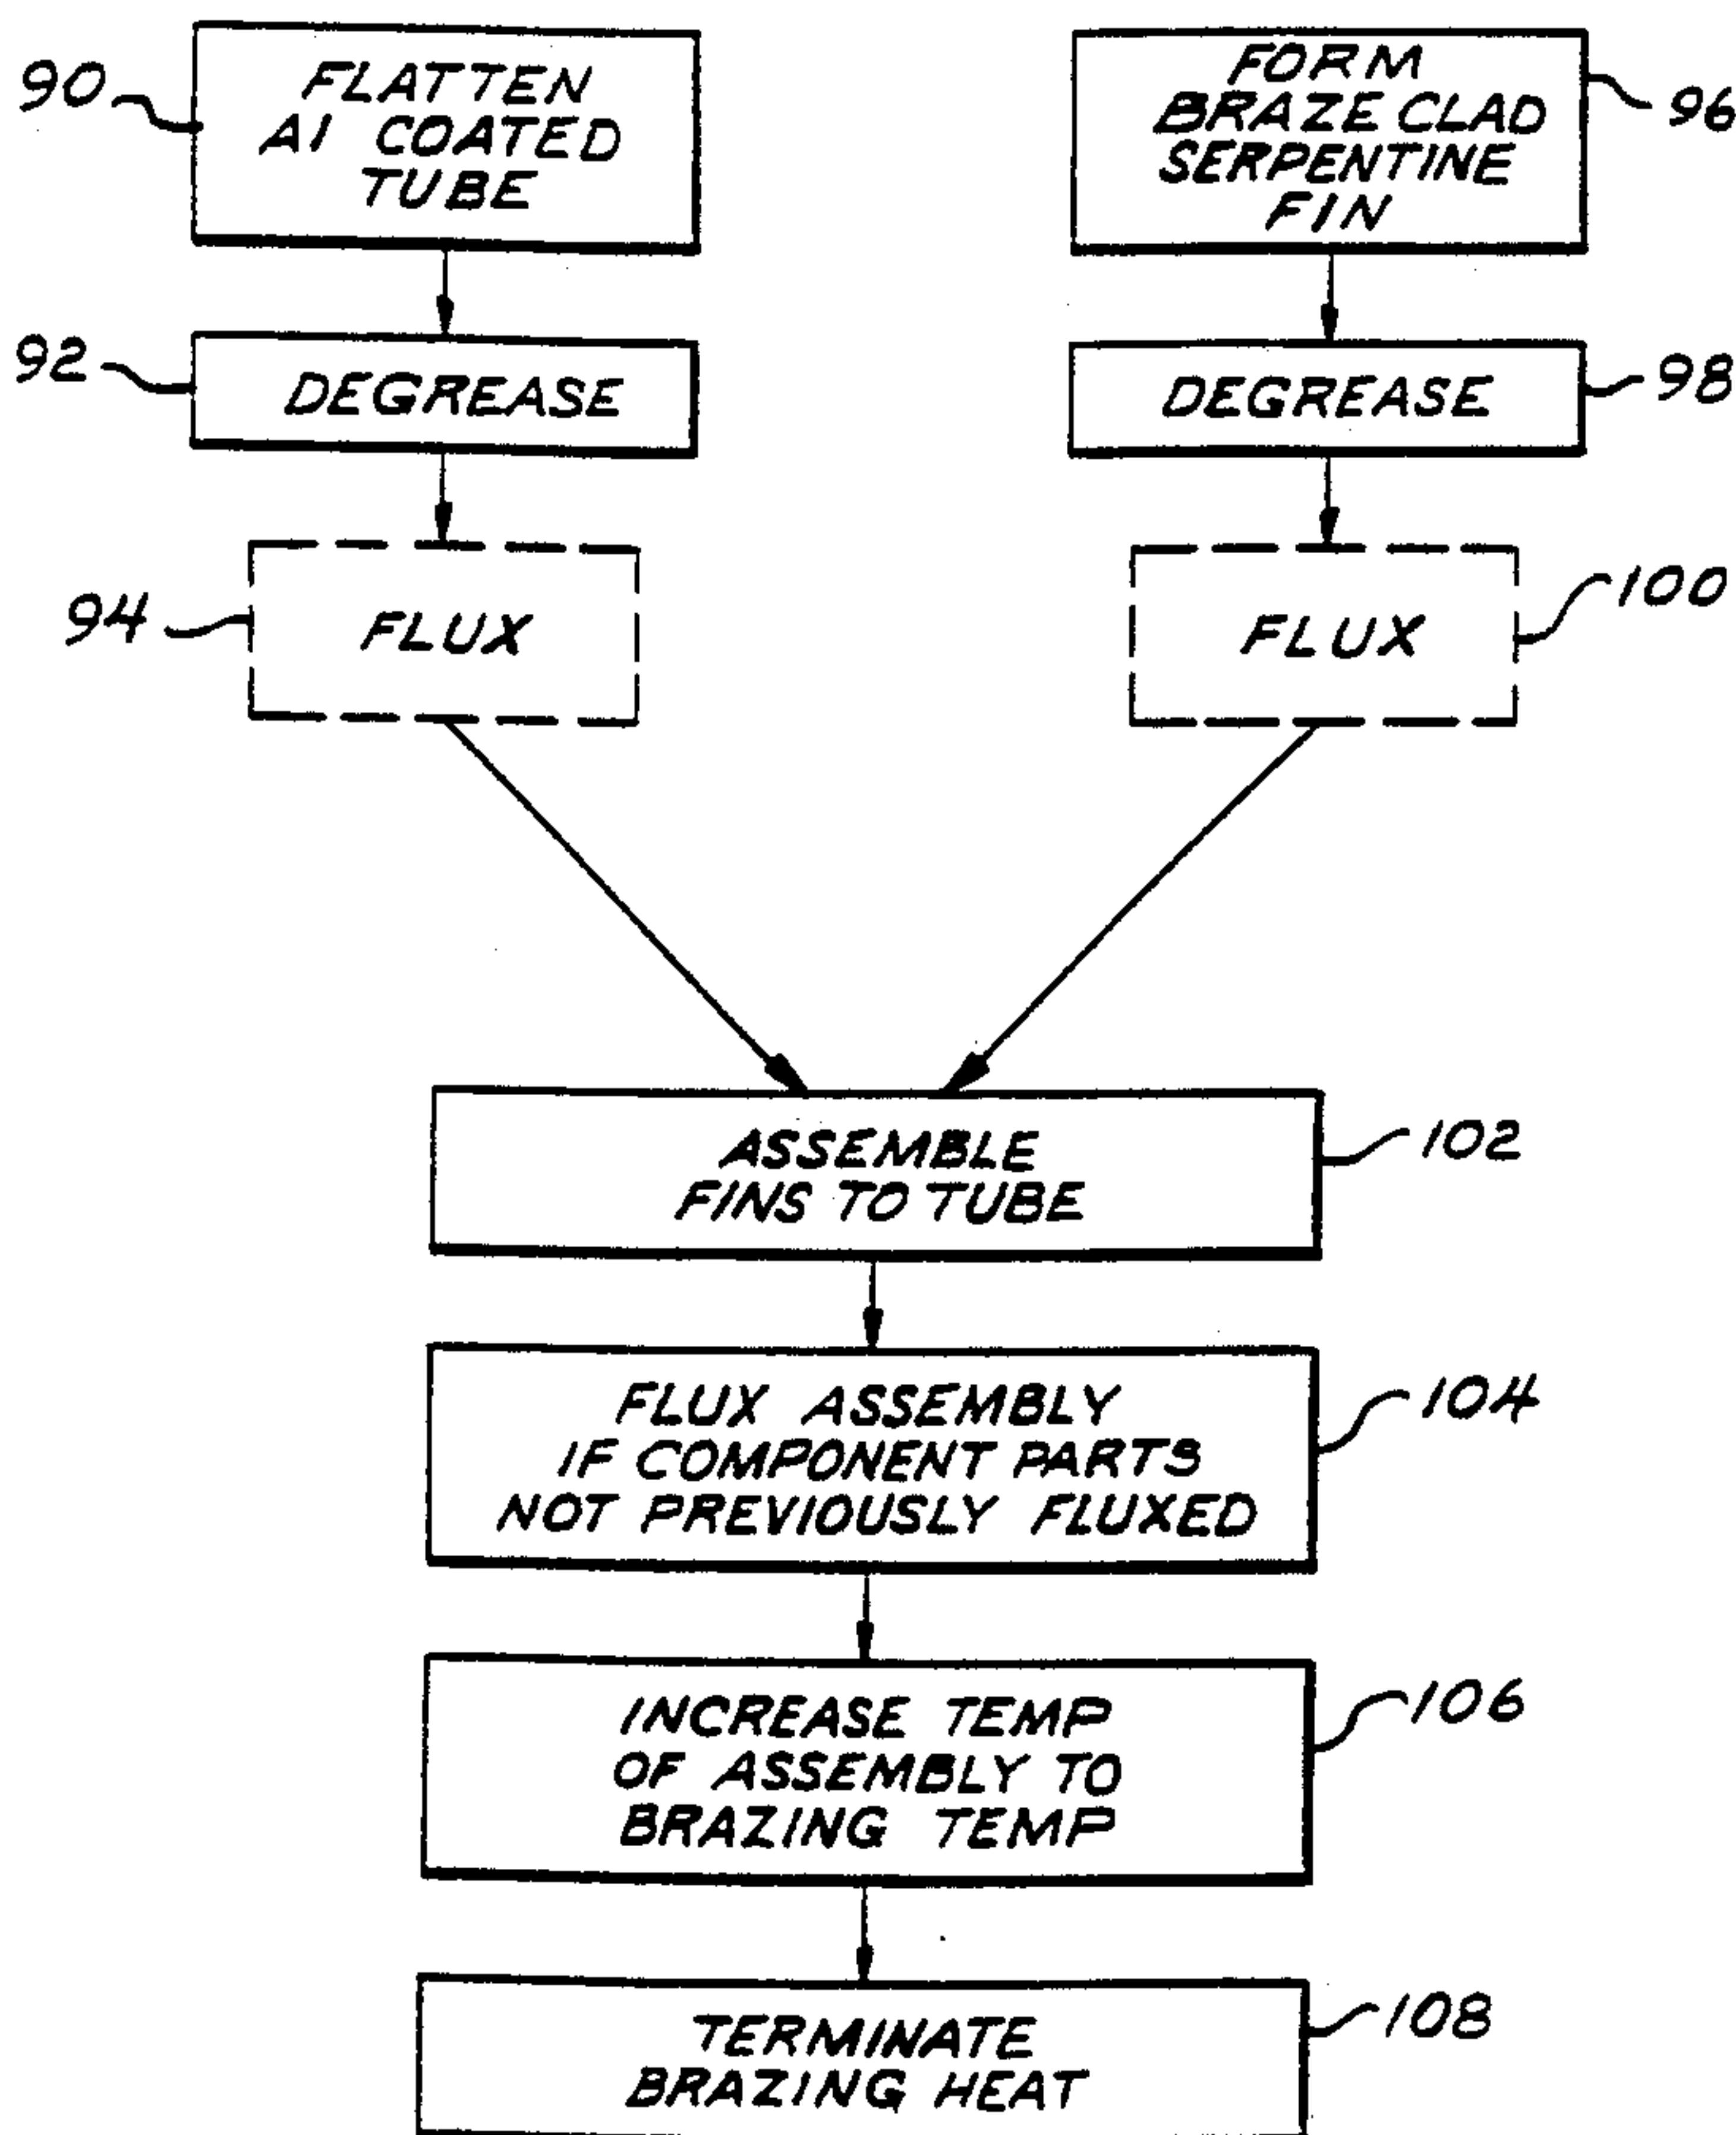 90
FLATTEN
Al COATED
TUBE
FORM
BRAZE CLAD
SERPENTINE
FIN
96
92
DEGREASE
DEGREASE
98
94
FLUX
FLUX
100
ASSEMBLE
FINS TO TUBE
102
FLUX ASSEMBLY
IF COMPONENT PARTS
NOT PREVIOUSLY FLUXED
104
INCREASE TEMP
OF ASSEMBLY TO
BRAZING TEMP
106
TERMINATE
BRAZING HEAT
108